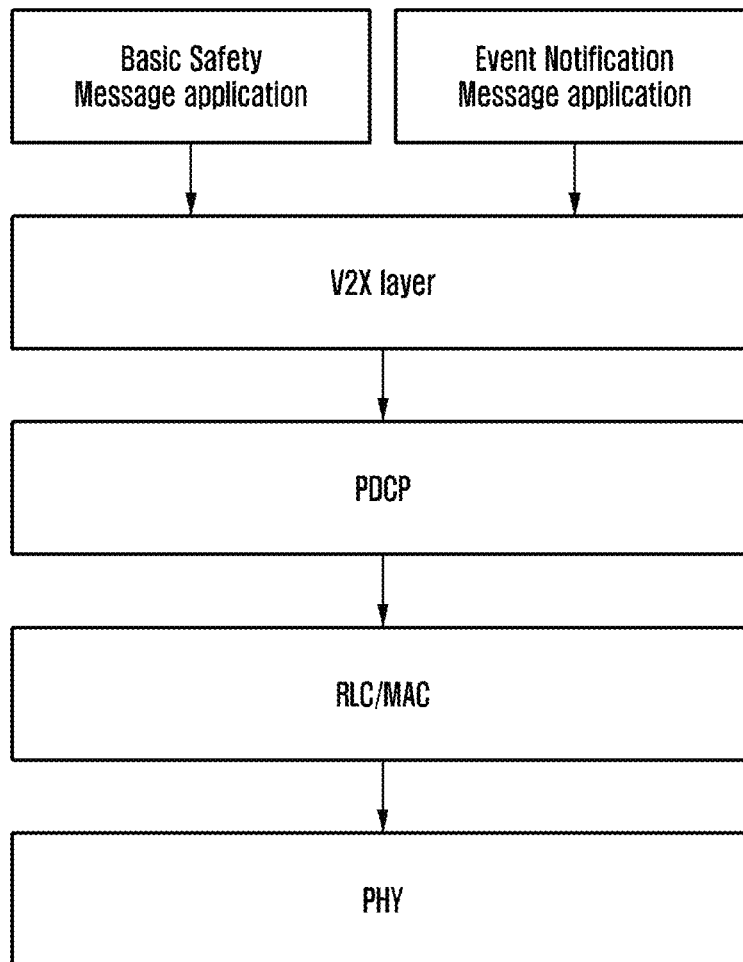 Basic Safety
Message application
Event Notification
Message application
V2X layer
PDCP
RLC/MAC
PHY